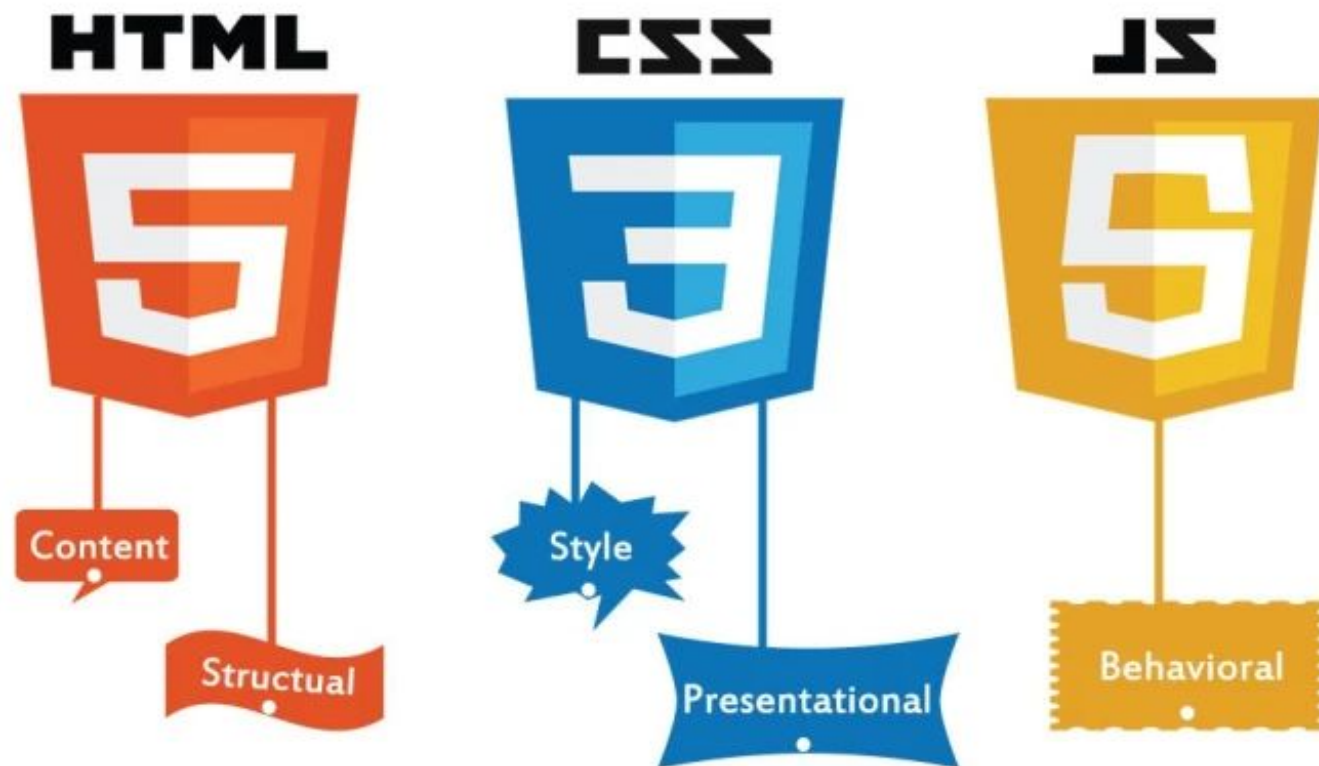 HTML
CSS
JS
5
3
5
Content
Structual
Style
Presentational
Behavioral